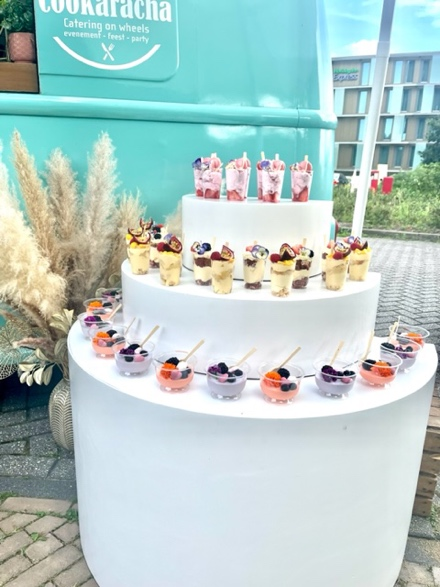 cookaracha
Catering on wheels
evenement - feest - party